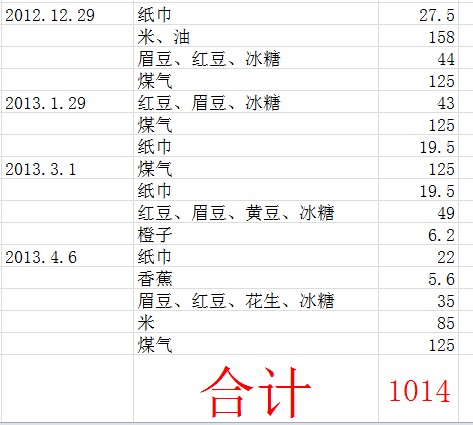 2012.12.29 纸巾 27.5
米、油 158
眉豆、红豆、冰糖 44
煤气 125
2013.1.29 红豆、眉豆、冰糖 43
煤气 125
纸巾 19.5
2013.3.1 煤气 125
纸巾 19.5
红豆、眉豆、黄豆、冰糖 49
橙子 6.2
2013.4.6 纸巾 22
香蕉 5.6
眉豆、红豆、花生、冰糖 35
米 85
煤气 125
合计 1014